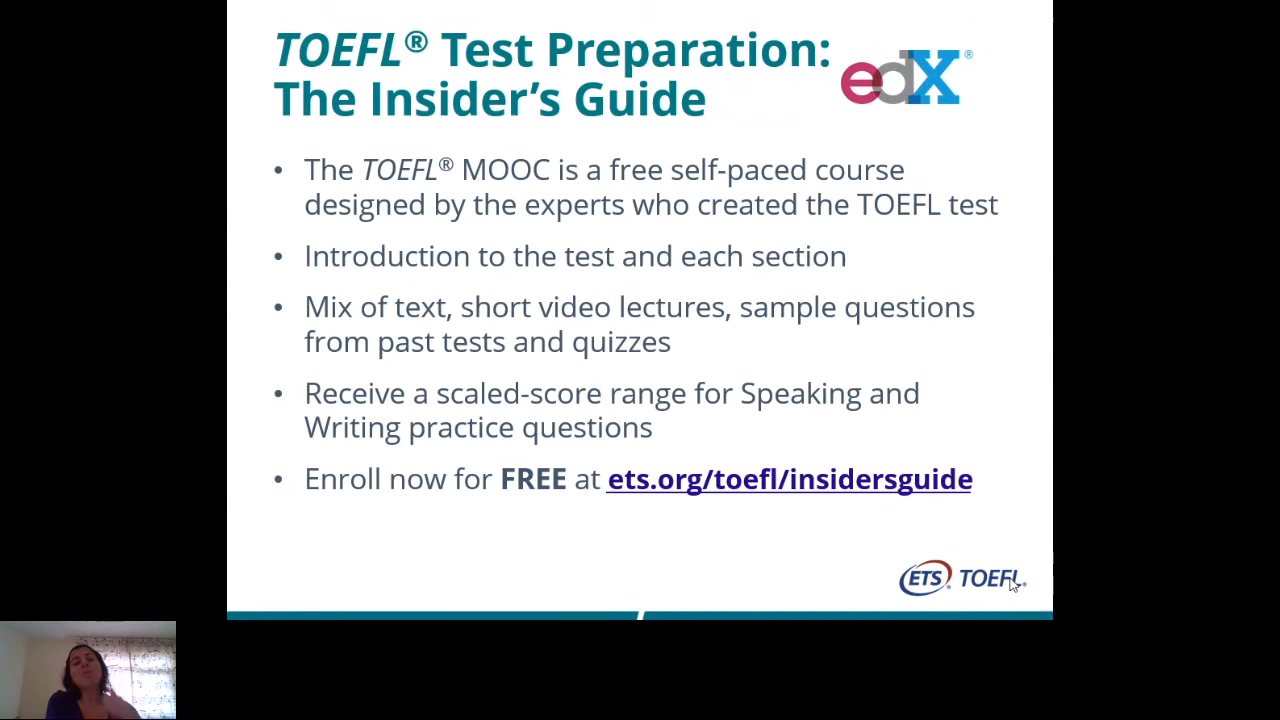 TOEFL® Test Preparation:
The Insider's Guide
edX®
• The TOEFL® MOOC is a free self-paced course
designed by the experts who created the TOEFL test
• Introduction to the test and each section
• Mix of text, short video lectures, sample questions
from past tests and quizzes
• Receive a scaled-score range for Speaking and
Writing practice questions
• Enroll now for FREE at ets.org/toefl/insidersguide
ETS® TOEFL®